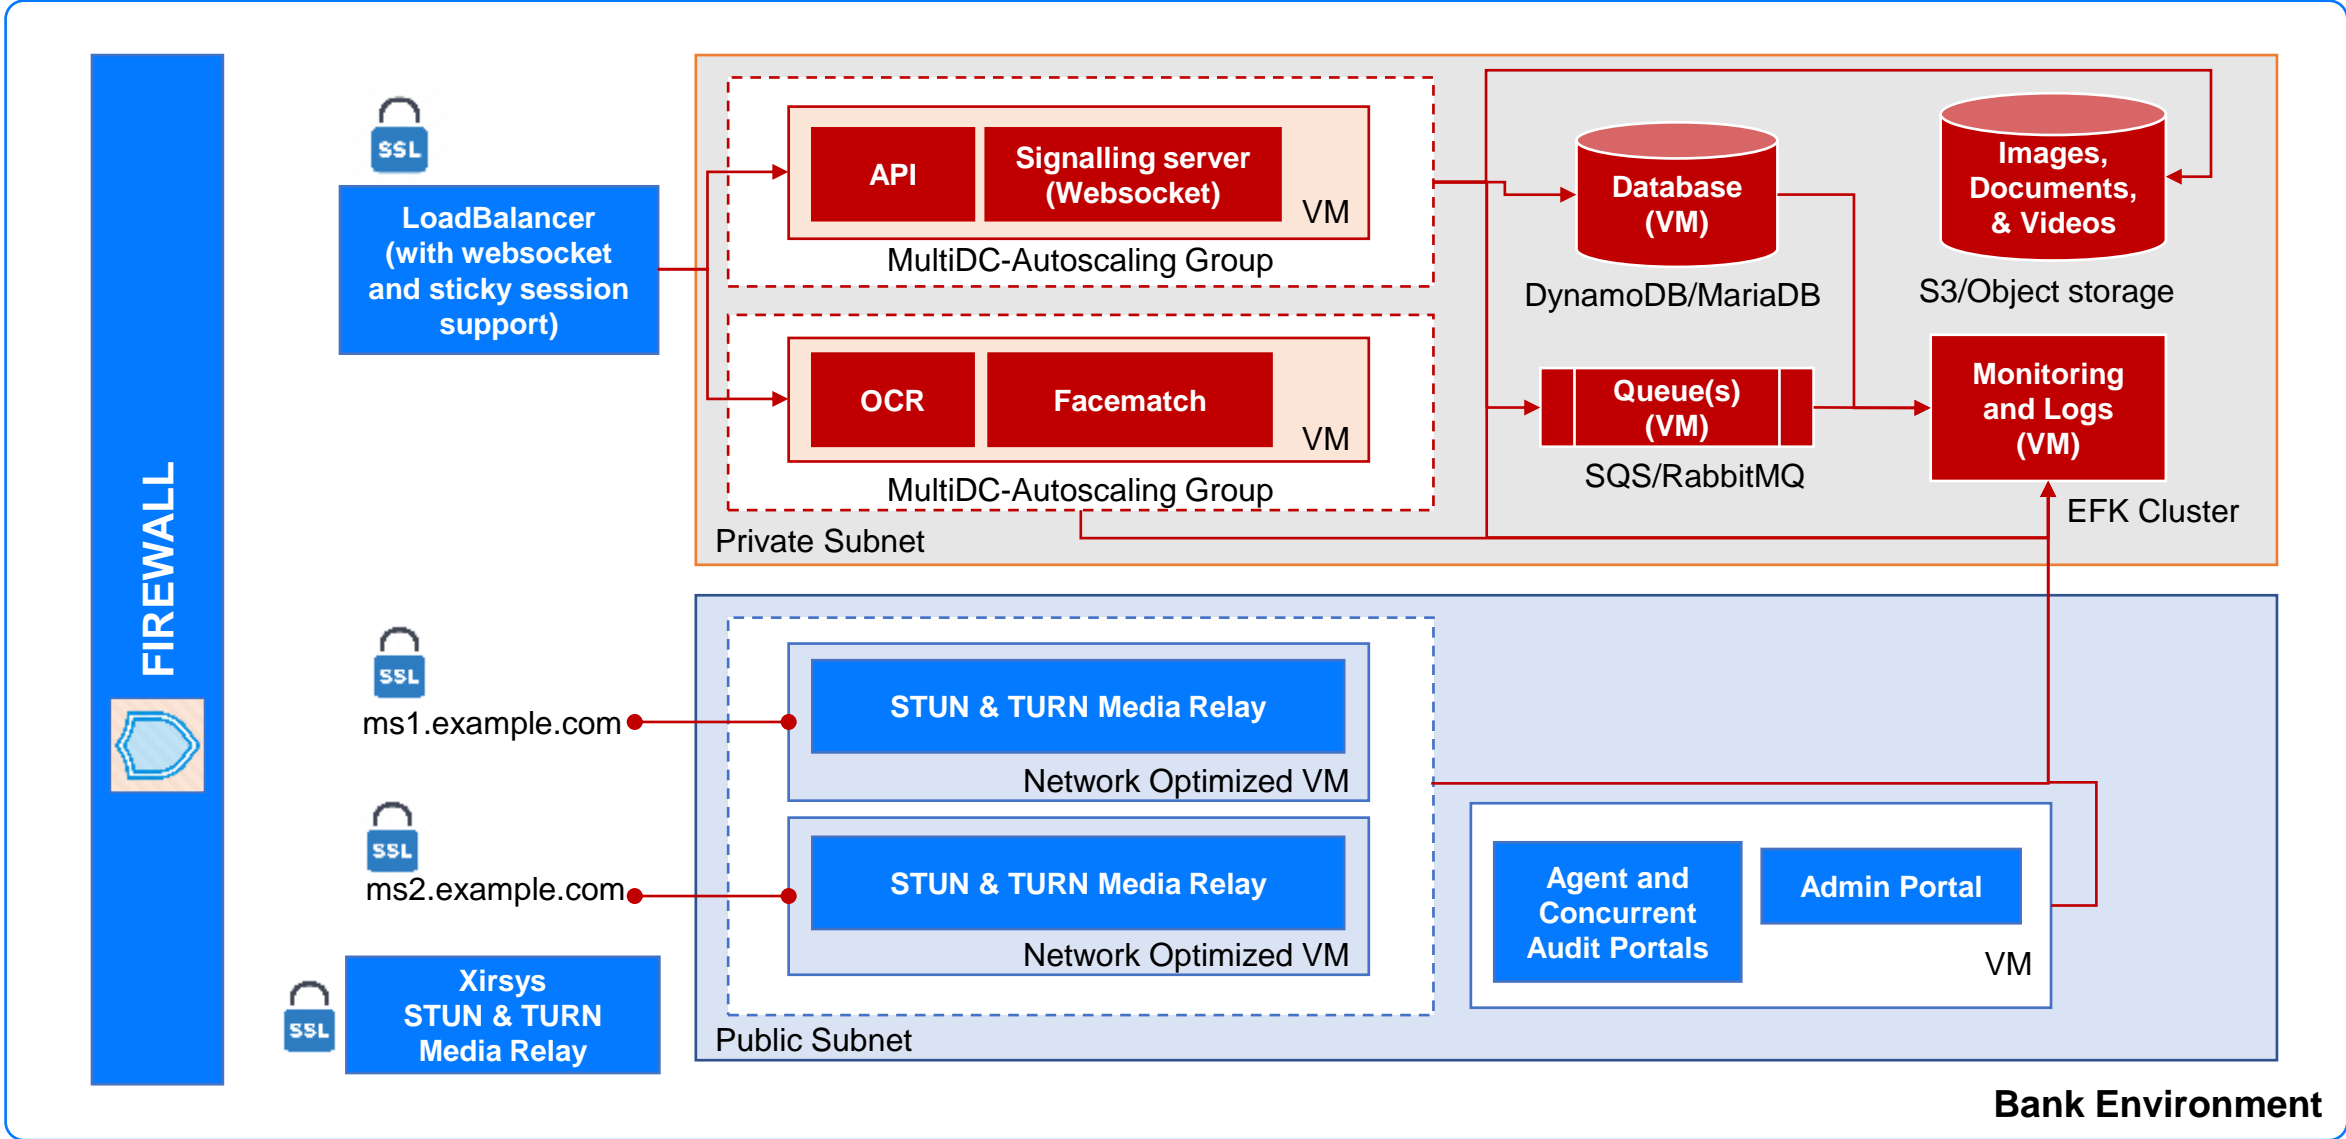 FIREWALL
SSL
LoadBalancer
(with websocket
and sticky session
support)
API
Signalling server
(Websocket)
VM
MultiDC-Autoscaling Group
OCR
Facematch
VM
MultiDC-Autoscaling Group
Private Subnet
Database
(VM)
DynamoDB/MariaDB
Images,
Documents,
& Videos
S3/Object storage
Queue(s)
(VM)
SQS/RabbitMQ
Monitoring
and Logs
(VM)
EFK Cluster
SSL
ms1.example.com
STUN & TURN Media Relay
Network Optimized VM
SSL
ms2.example.com
STUN & TURN Media Relay
Network Optimized VM
SSL
Xirsys
STUN & TURN
Media Relay
Public Subnet
Agent and
Concurrent
Audit Portals
Admin Portal
VM
Bank Environment